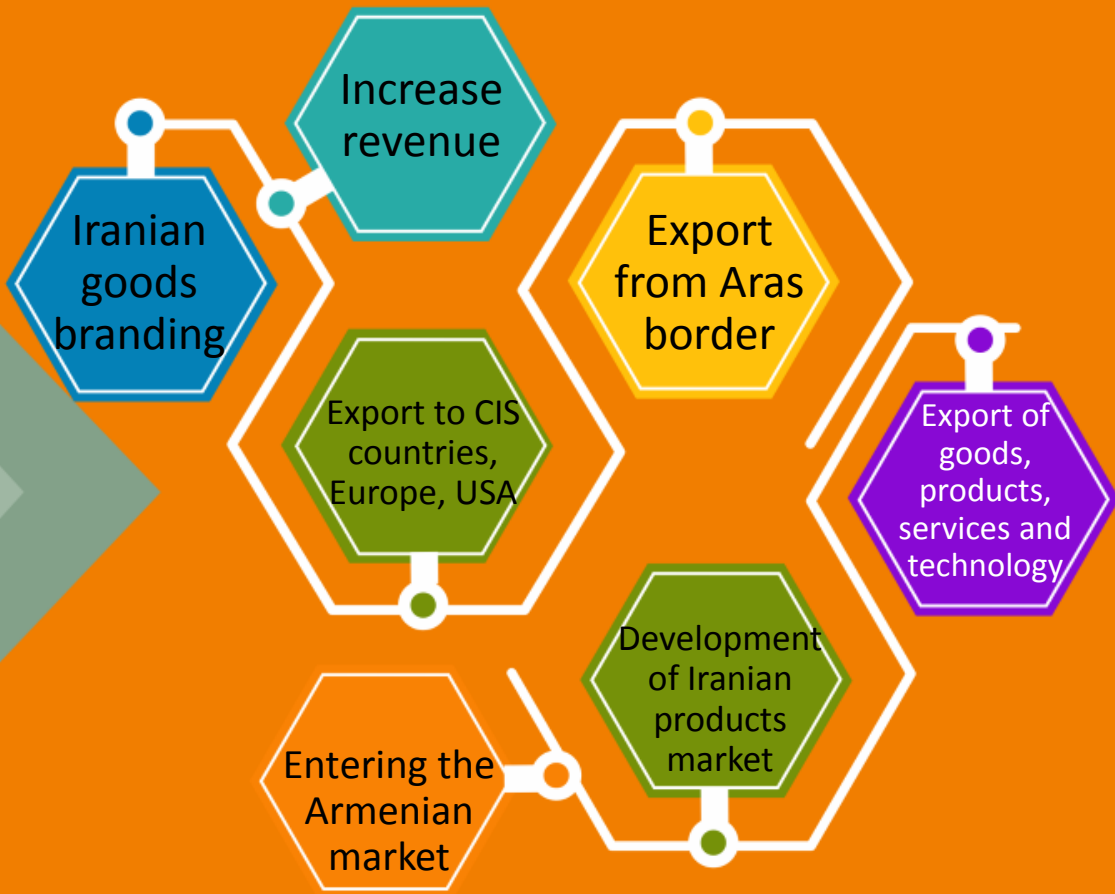 Increase
revenue
Iranian
goods
branding
Export
from Aras
border
Export to CIS
countries,
Europe, USA
Export of
goods,
products,
services and
technology
Development
of Iranian
products
market
Entering the
Armenian
market